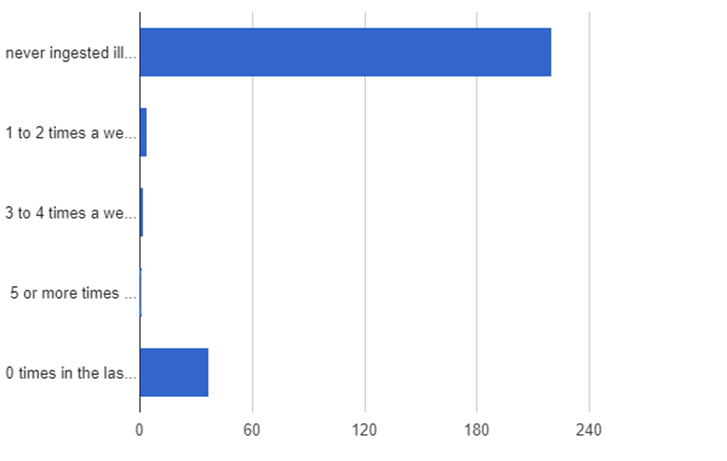 never ingested ill...
1 to 2 times a we...
3 to 4 times a we...
5 or more times ...
0 times in the las...
0 60 120 180 240